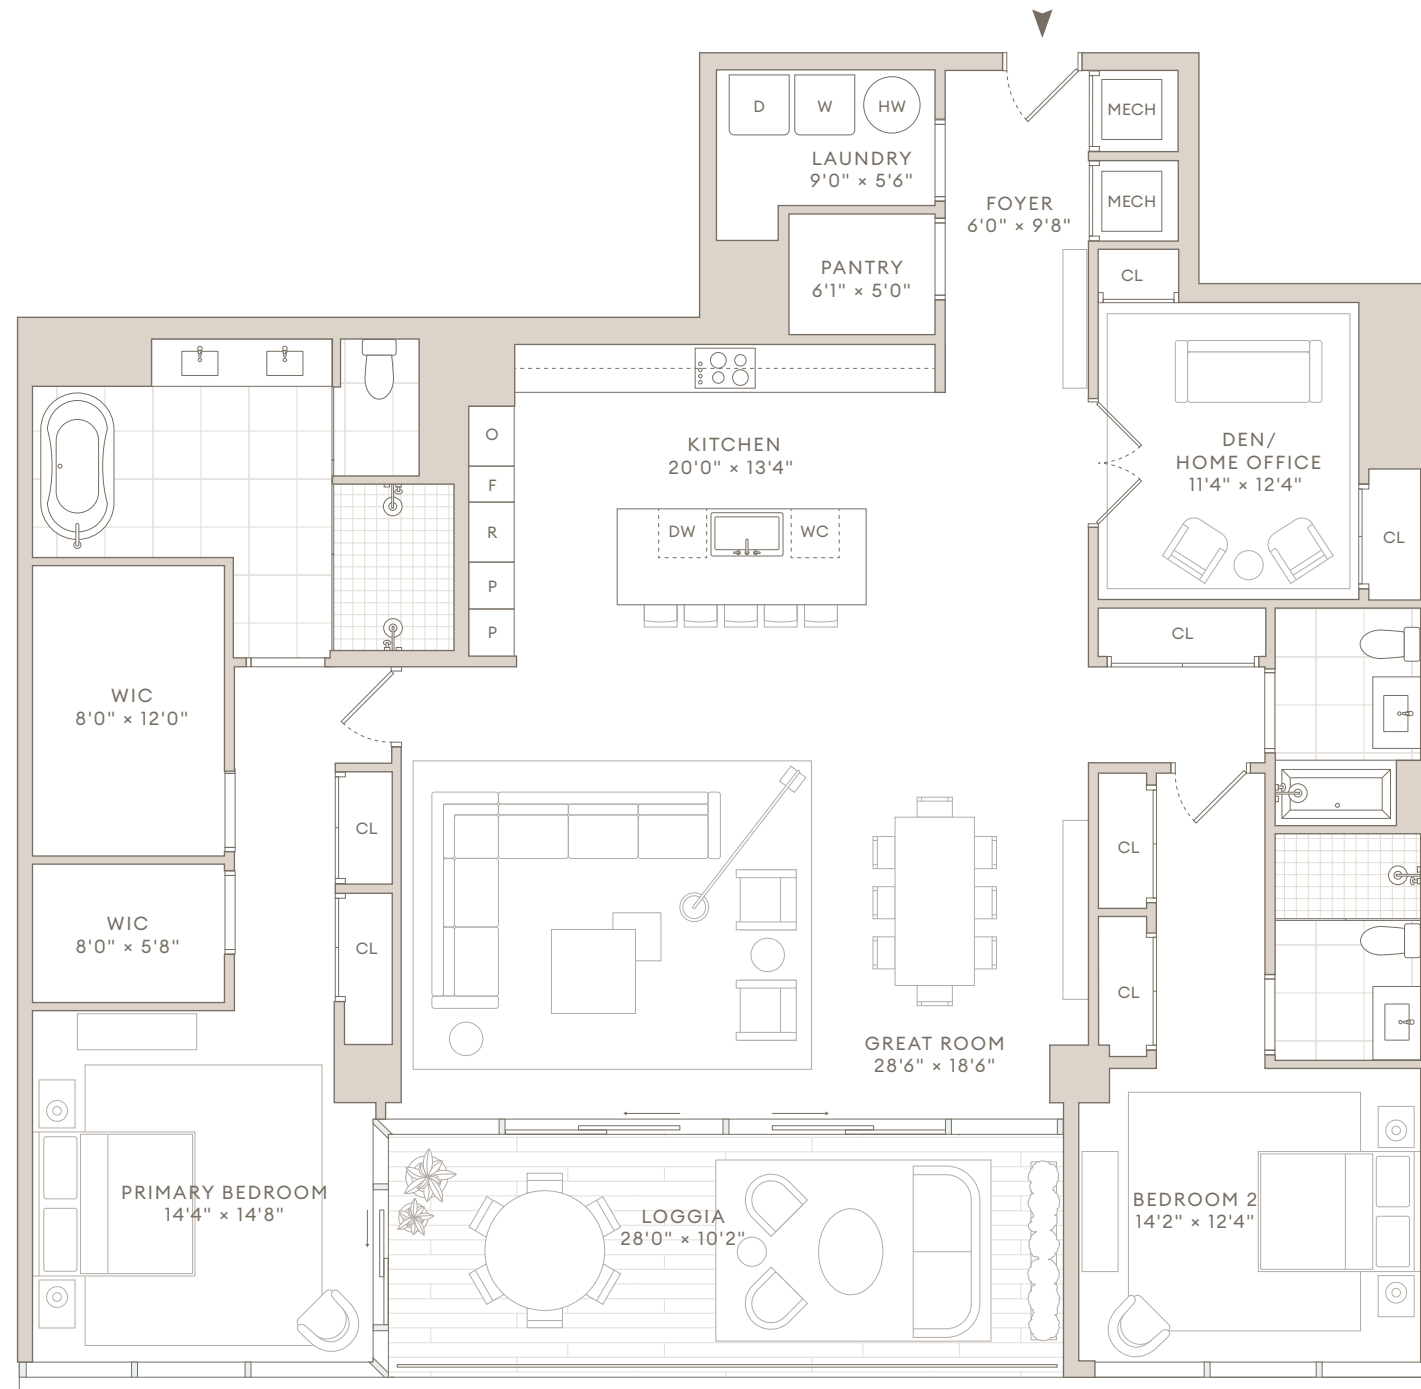 D
W
HW
MECH
LAUNDRY
9'0" × 5'6"
FOYER
6'0" × 9'8"
MECH
PANTRY
6'1" × 5'0"
CL
KITCHEN
20'0" × 13'4"
DEN/
HOME OFFICE
11'4" × 12'4"
O
F
R
P
P
DW
WC
CL
CL
WIC
8'0" × 12'0"
CL
CL
WIC
8'0" × 5'8"
CL
CL
GREAT ROOM
28'6" × 18'6"
PRIMARY BEDROOM
14'4" × 14'8"
LOGGIA
28'0" × 10'2"
BEDROOM 2
14'2" × 12'4"